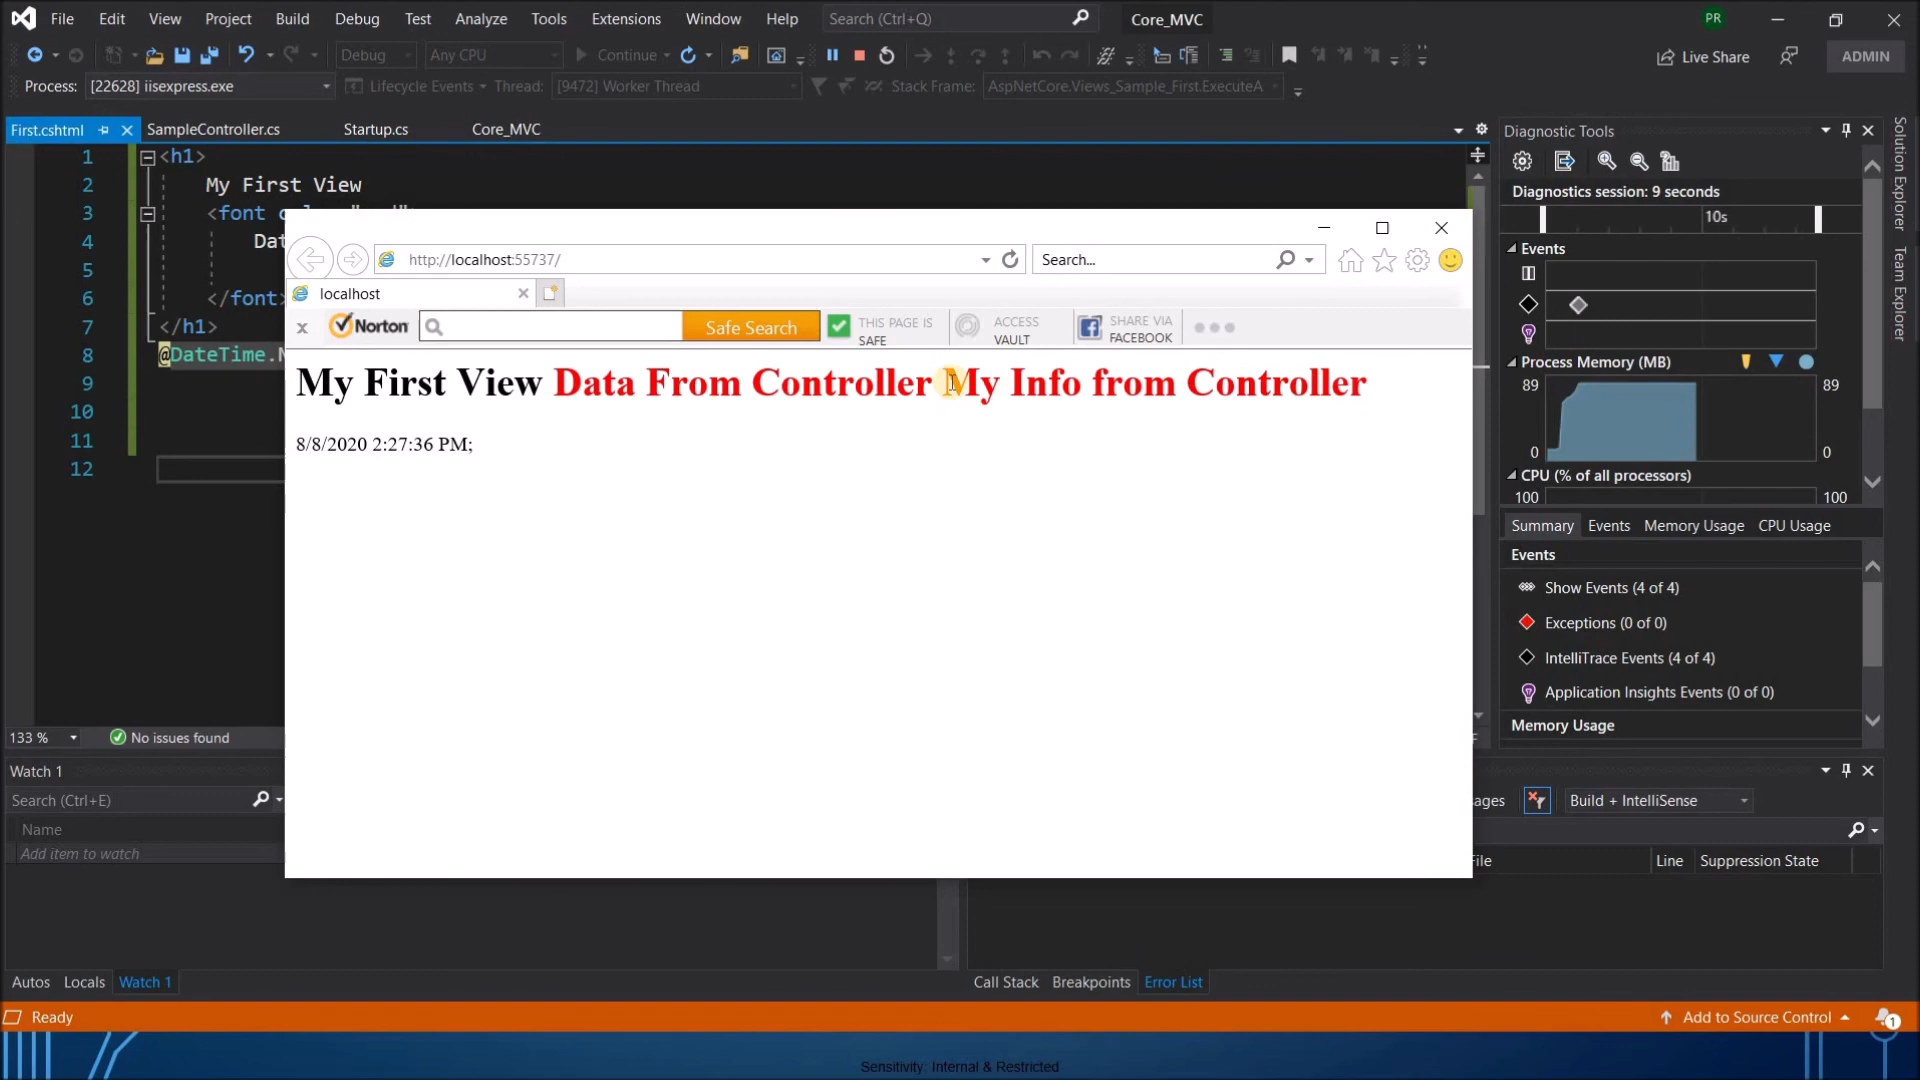 File Edit View Project Build Debug Test Analyze Tools Extensions Window Help Search (Ctrl+Q) Core_MVC PR
Debug Any CPU Continue Live Share ADMIN
Process: [22628] iisexpress.exe Lifecycle Events Thread: [9472] Worker Thread Stack Frame: AspNetCore.Views_Sample_First.ExecuteA
First.cshtml SampleController.cs Startup.cs Core_MVC
1 <h1>
2 My First View
3 <font
4 Dat
5
6 </font>
7 </h1>
8 @DateTime.N
9
10
11
12
http://localhost:55737/ Search...
localhost
x Norton Safe Search THIS PAGE IS SAFE ACCESS VAULT SHARE VIA FACEBOOK
My First View Data From Controller My Info from Controller
8/8/2020 2:27:36 PM;
Diagnostic Tools
Diagnostics session: 9 seconds
10s
Events
Process Memory (MB)
89 89
0 0
CPU (% of all processors)
100 100
Summary Events Memory Usage CPU Usage
Events
Show Events (4 of 4)
Exceptions (0 of 0)
IntelliTrace Events (4 of 4)
Application Insights Events (0 of 0)
Memory Usage
Solution Explorer
Team Explorer
133 % No issues found
Watch 1
Search (Ctrl+E)
Name
Add item to watch
ages Build + IntelliSense
File Line Suppression State
Autos Locals Watch 1 Call Stack Breakpoints Error List
Ready Add to Source Control 1
Sensitivity: Internal & Restricted